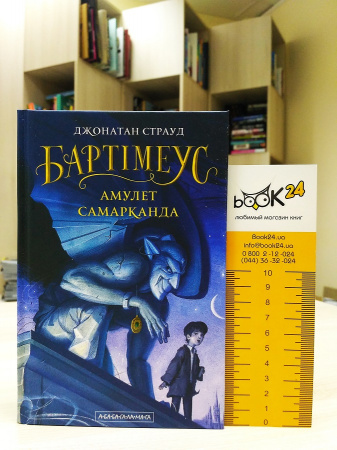 ДЖОНАТАН СТРАУД
БАРТІМЕУС
АМУЛЕТ
САМАРКАНДА
А-БА-БА-ГА-ЛА-МА-ГА
bOOK24
любимый магазин книг
Book24.ua
info@book24.ua
0 800 2-12-024
(044) 36-32-024
10
9
8
7
6
5
4
3
2
1
0